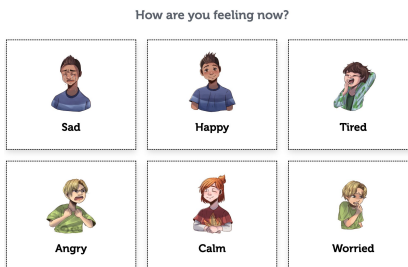 How are you feeling now?
Sad
Happy
Tired
Angry
Calm
Worried